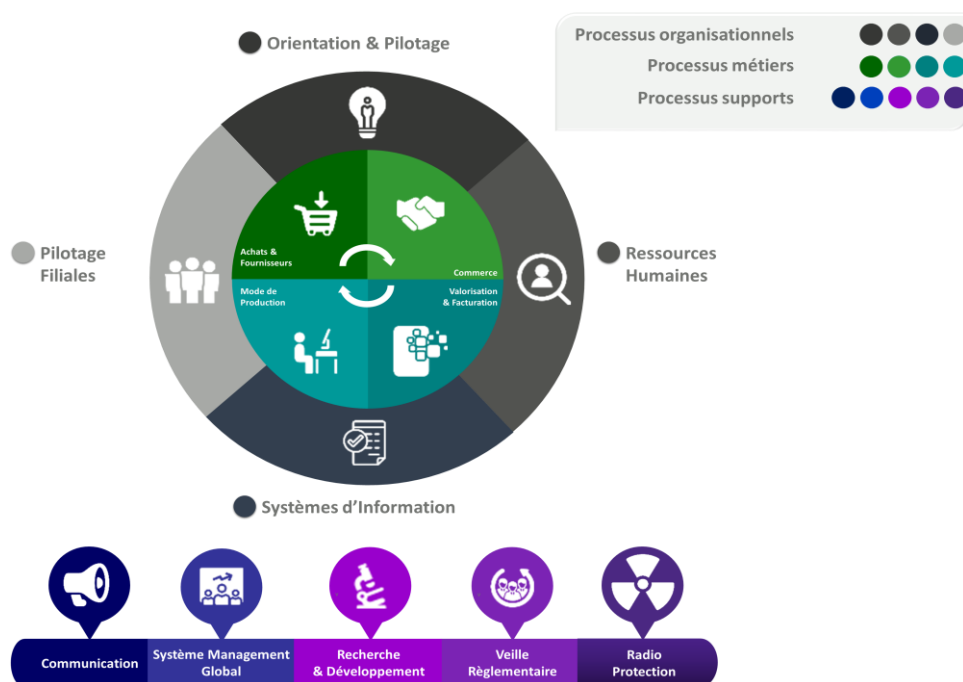 Orientation & Pilotage
Processus organisationnels
Processus métiers
Processus supports
Pilotage
Filiales
Ressources
Humaines
Achats &
Fournisseurs
Commerce
Mode de
Production
Valorisation
& Facturation
Systèmes d’Information
Communication
Système Management
Global
Recherche
& Développement
Veille
Règlementaire
Radio
Protection